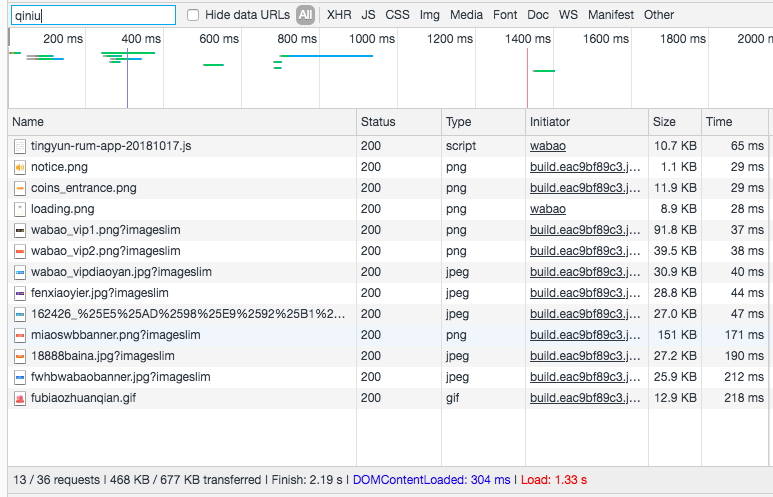 qiniu Hide data URLs All XHR JS CSS Img Media Font Doc WS Manifest Other
200 ms 400 ms 600 ms 800 ms 1000 ms 1200 ms 1400 ms 1600 ms 1800 ms 2000 m
Name Status Type Initiator Size Time
tingyun-rum-app-20181017.js 200 script wabao 10.7 KB 65 ms
notice.png 200 png build.eac9bf89c3.j... 1.1 KB 29 ms
coins_entrance.png 200 png build.eac9bf89c3.j... 11.9 KB 29 ms
loading.png 200 png wabao 8.9 KB 28 ms
wabao_vip1.png?imageslim 200 png build.eac9bf89c3.j... 91.8 KB 37 ms
wabao_vip2.png?imageslim 200 png build.eac9bf89c3.j... 39.5 KB 38 ms
wabao_vipdiaoyan.jpg?imageslim 200 jpeg build.eac9bf89c3.j... 30.9 KB 40 ms
fenxiaoyier.jpg?imageslim 200 jpeg build.eac9bf89c3.j... 28.8 KB 44 ms
162426_%25E5%25AD%2598%25E9%2592%25B1%2... 200 jpeg build.eac9bf89c3.j... 27.0 KB 47 ms
miaoswbbanner.png?imageslim 200 png build.eac9bf89c3.j... 151 KB 171 ms
18888baina.jpg?imageslim 200 jpeg build.eac9bf89c3.j... 27.2 KB 190 ms
fwhbwabaobanner.jpg?imageslim 200 jpeg build.eac9bf89c3.j... 25.9 KB 212 ms
fubiaozhuanqian.gif 200 gif build.eac9bf89c3.j... 12.9 KB 218 ms
13 / 36 requests | 468 KB / 677 KB transferred | Finish: 2.19 s | DOMContentLoaded: 304 ms | Load: 1.33 s